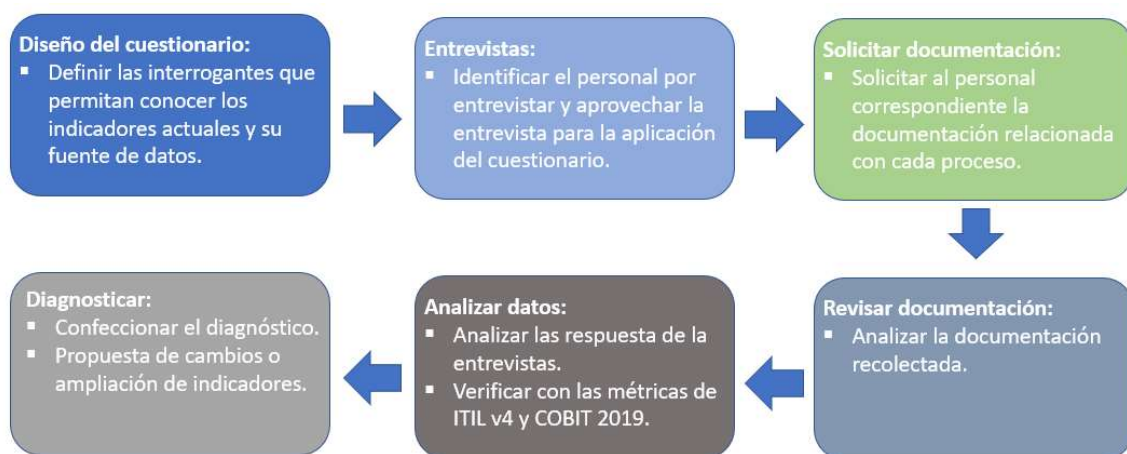 Diseño del cuestionario:
▪ Definir las interrogantes que
permitan conocer los
indicadores actuales y su
fuente de datos.
Entrevistas:
▪ Identificar el personal por
entrevistar y aprovechar la
entrevista para la aplicación
del cuestionario.
Solicitar documentación:
▪ Solicitar al personal
correspondiente la
documentación relacionada
con cada proceso.
Revisar documentación:
▪ Analizar la documentación
recolectada.
Analizar datos:
▪ Analizar las respuesta de la
entrevistas.
▪ Verificar con las métricas de
ITIL v4 y COBIT 2019.
Diagnosticar:
▪ Confeccionar el diagnóstico.
▪ Propuesta de cambios o
ampliación de indicadores.